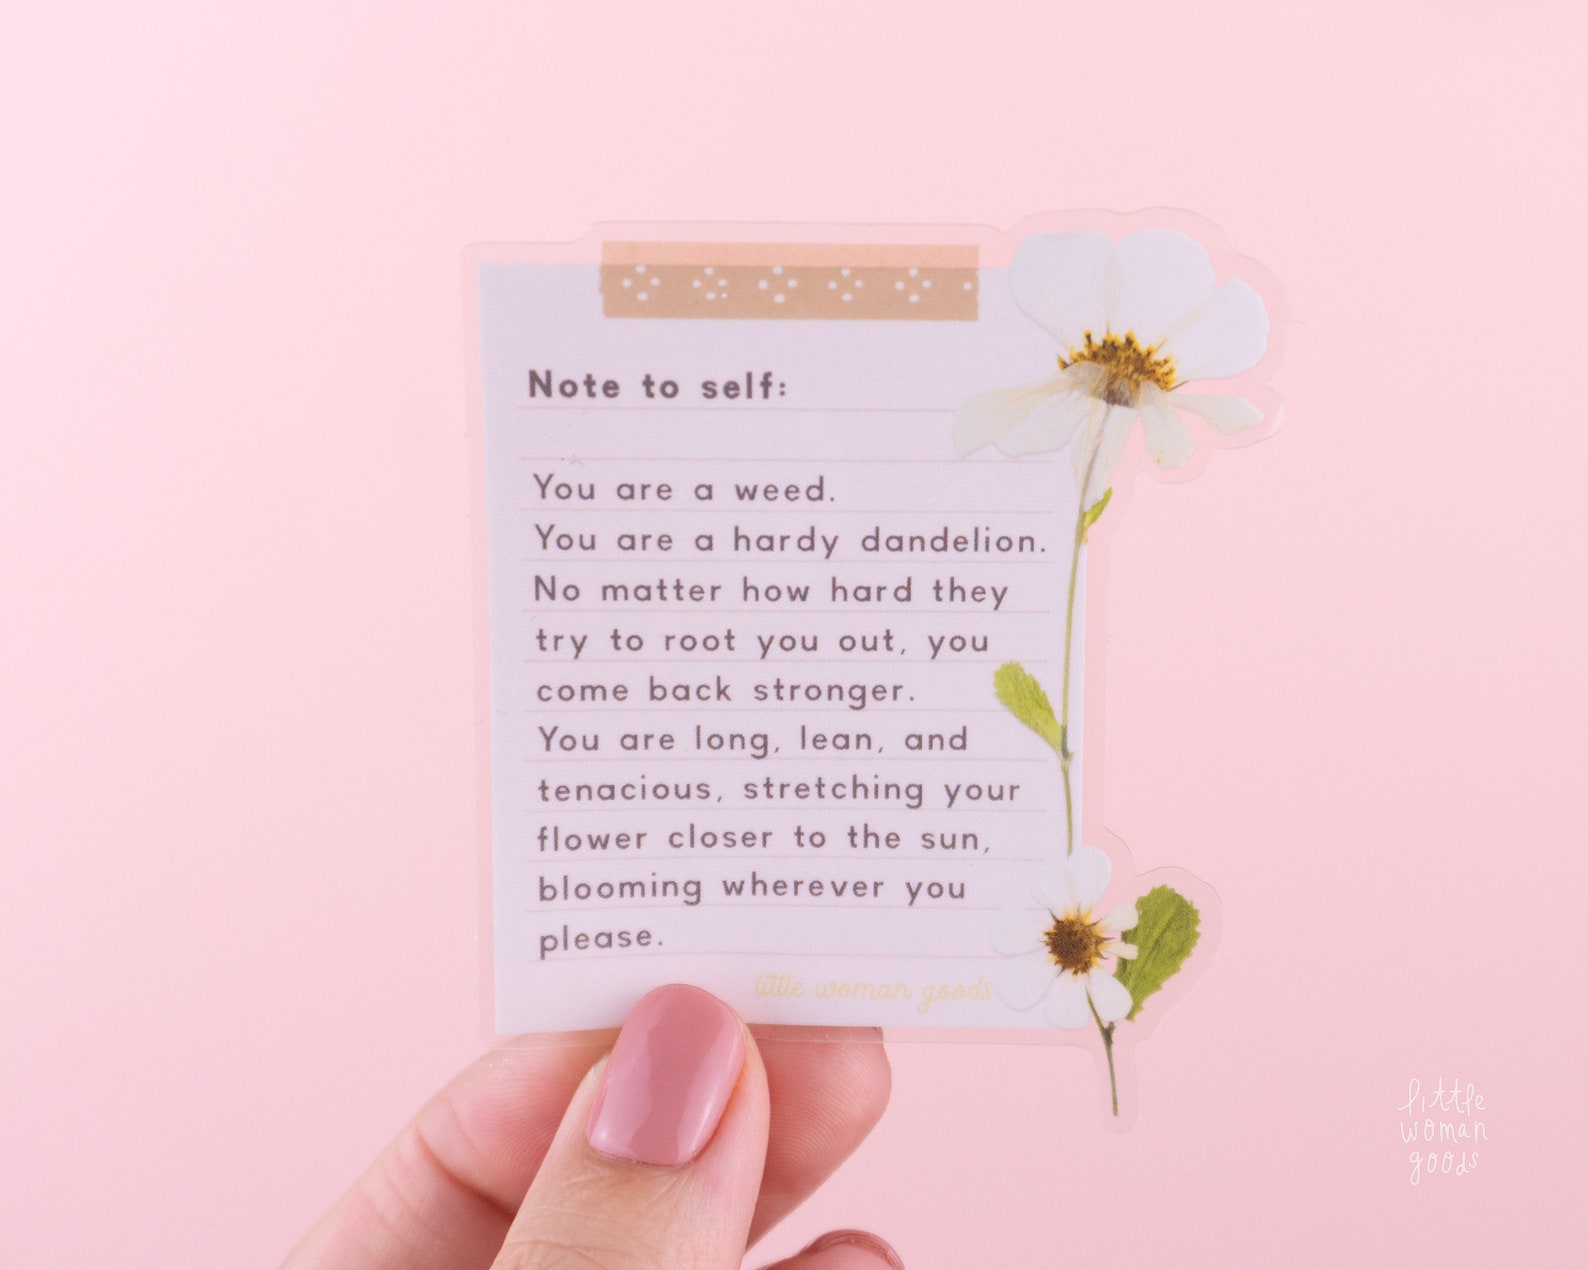 Note to self:
You are a weed.
You are a hardy dandelion.
No matter how hard they
try to root you out, you
come back stronger.
You are long, lean, and
tenacious, stretching your
flower closer to the sun,
blooming wherever you
please.
little woman goods
little
woman
goods